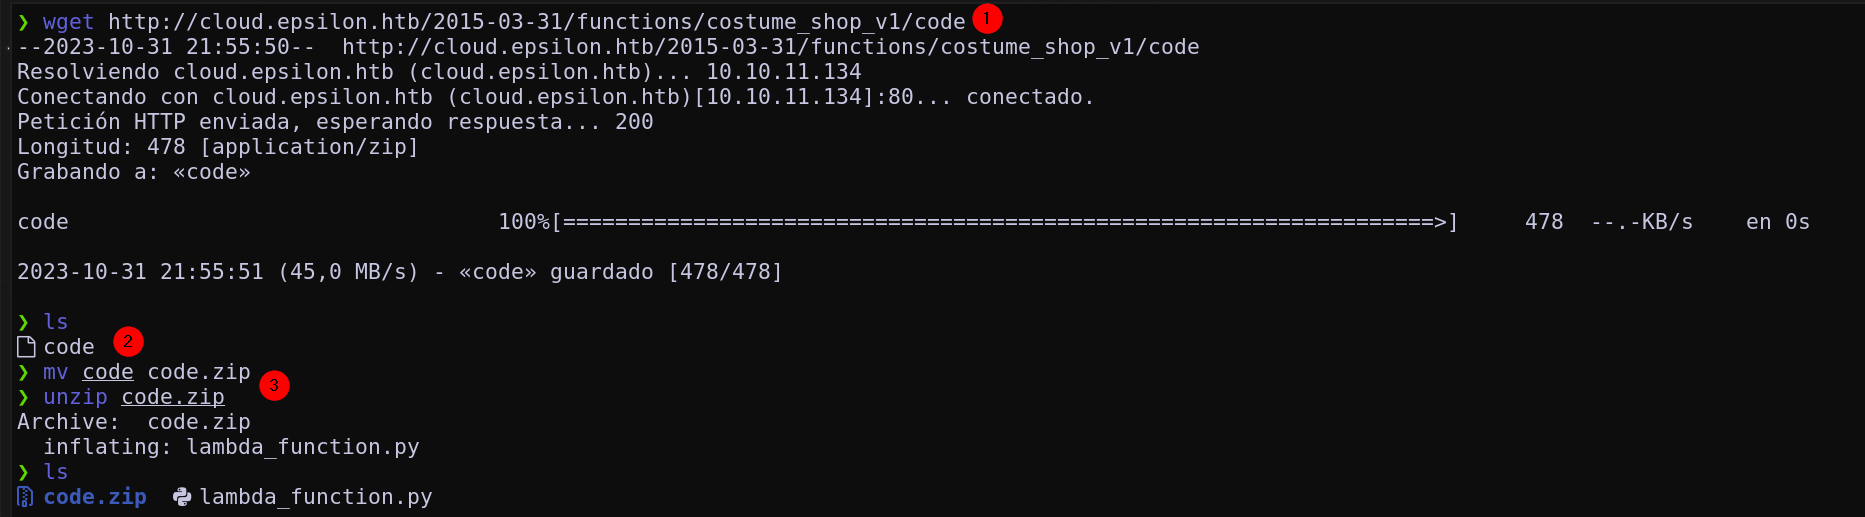 ❯ wget http://cloud.epsilon.htb/2015-03-31/functions/costume_shop_v1/code 1
--2023-10-31 21:55:50--  http://cloud.epsilon.htb/2015-03-31/functions/costume_shop_v1/code
Resolviendo cloud.epsilon.htb (cloud.epsilon.htb)... 10.10.11.134
Conectando con cloud.epsilon.htb (cloud.epsilon.htb)[10.10.11.134]:80... conectado.
Petición HTTP enviada, esperando respuesta... 200
Longitud: 478 [application/zip]
Grabando a: «code»
code                                 100%[===================================================================>]     478  --.-KB/s    en 0s
2023-10-31 21:55:51 (45,0 MB/s) - «code» guardado [478/478]
❯ ls
code 2
❯ mv code code.zip
❯ unzip code.zip 3
Archive:  code.zip
  inflating: lambda_function.py
❯ ls
code.zip  lambda_function.py